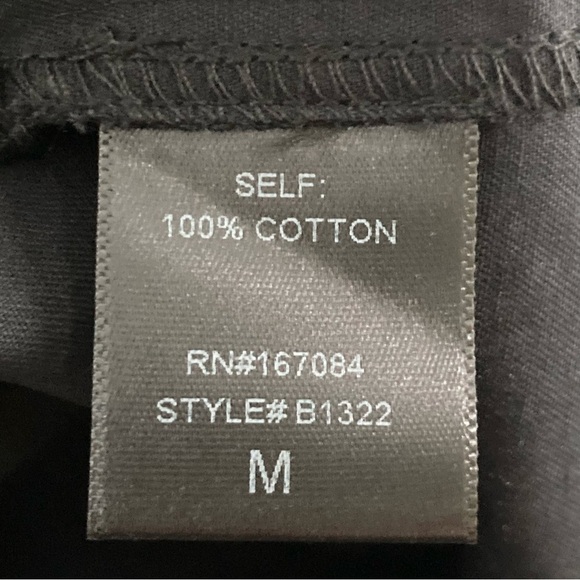 SELF:
100% COTTON
RN#167084
STYLE# B1322
M